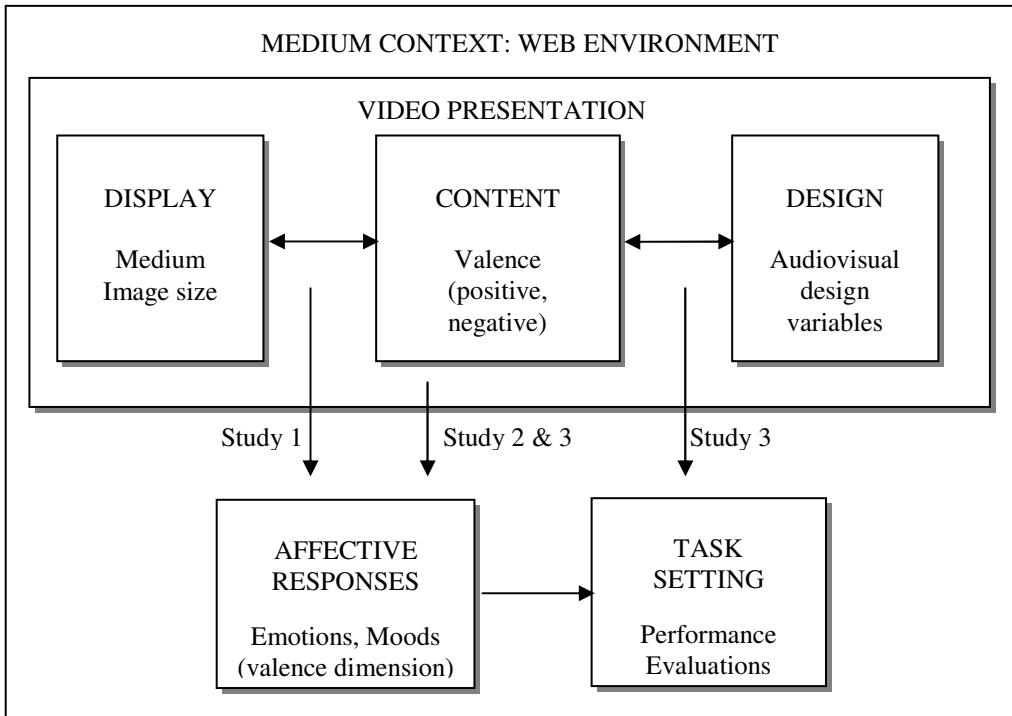 MEDIUM CONTEXT: WEB ENVIRONMENT
VIDEO PRESENTATION
DISPLAY
Medium
Image size
CONTENT
Valence
(positive,
negative)
DESIGN
Audiovisual
design
variables
Study 1
Study 2 & 3
Study 3
AFFECTIVE
RESPONSES
Emotions, Moods
(valence dimension)
TASK
SETTING
Performance
Evaluations